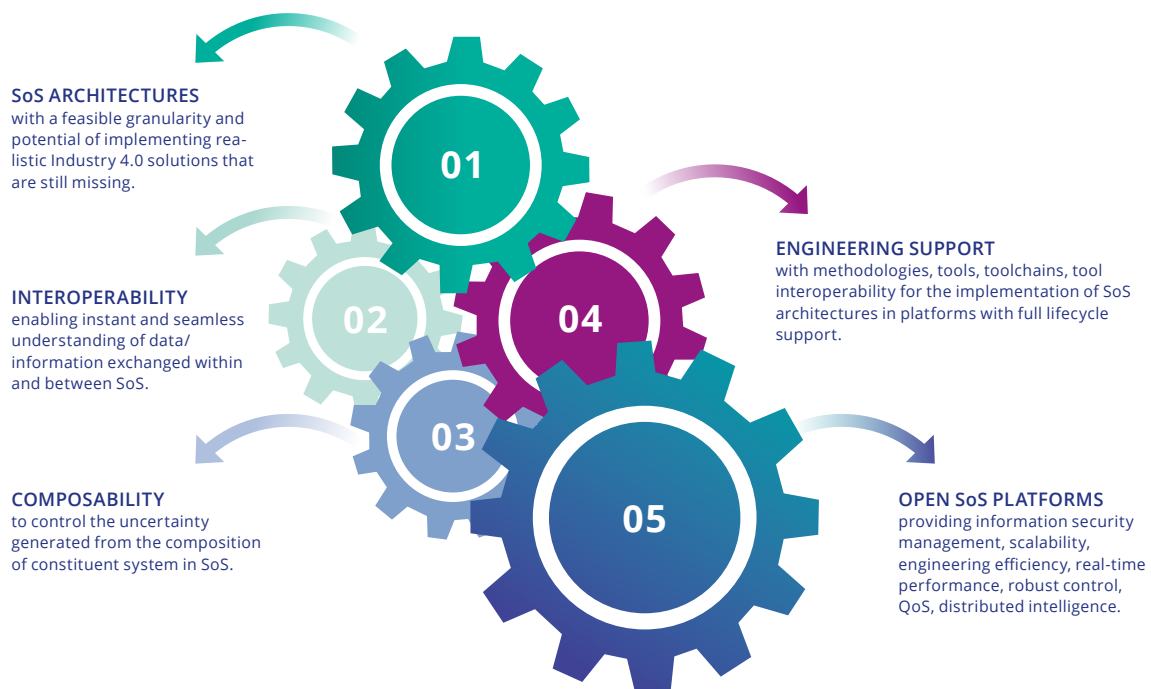 01
SoS ARCHITECTURES
with a feasible granularity and
potential of implementing rea-
listic Industry 4.0 solutions that
are still missing.
02
INTEROPERABILITY
enabling instant and seamless
understanding of data/
information exchanged within
and between SoS.
03
COMPOSABILITY
to control the uncertainty
generated from the composition
of constituent system in SoS.
04
ENGINEERING SUPPORT
with methodologies, tools, toolchains, tool
interoperability for the implementation of SoS
architectures in platforms with full lifecycle
support.
05
OPEN SoS PLATFORMS
providing information security
management, scalability,
engineering efficiency, real-time
performance, robust control,
QoS, distributed intelligence.